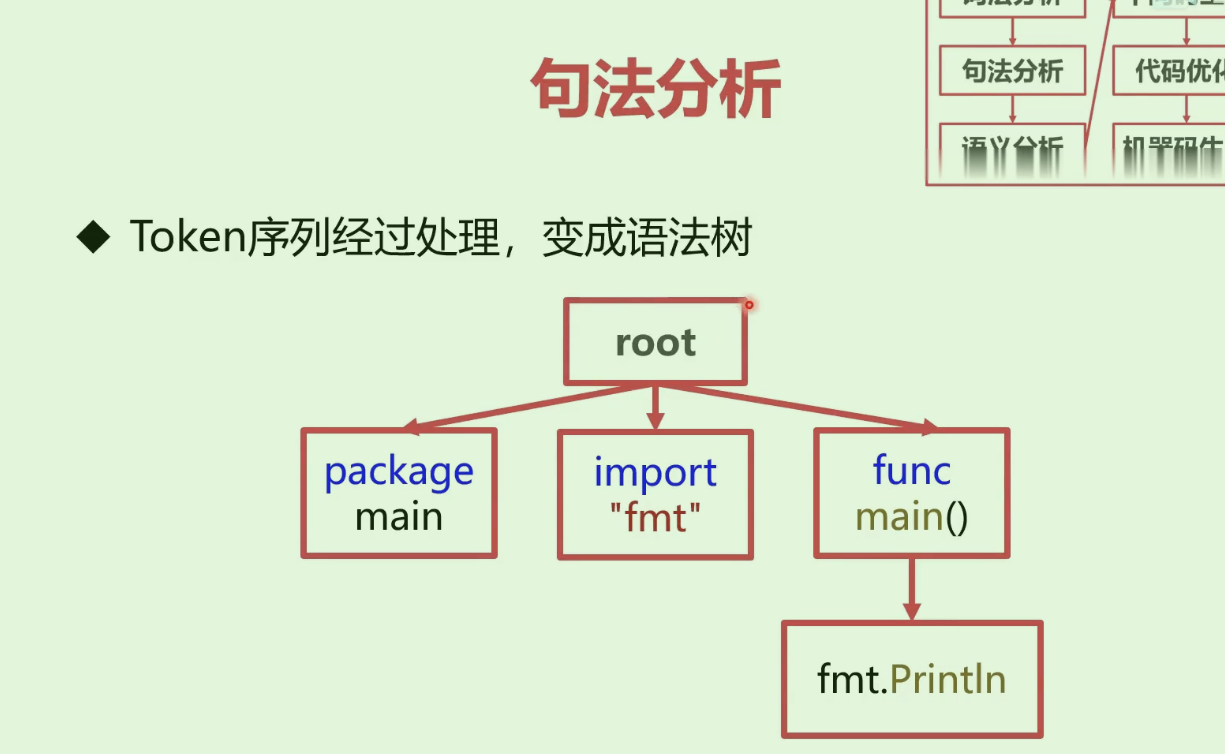 句法分析
句法分析
代码优化
语义分析
机器码生
Token序列经过处理，变成语法树
root
package
main
import
"fmt"
func
main()
fmt.Println